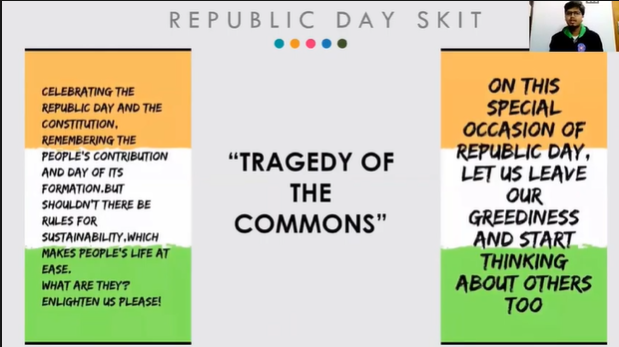 REPUBLIC DAY SKIT
CELEBRATING THE
REPUBLIC DAY AND THE
CONSTITUTION,
REMEMBERING THE
PEOPLE'S CONTRIBUTION
AND DAY OF ITS
FORMATION.BUT
SHOULDN'T THERE BE
RULES FOR
SUSTAINABILITY,WHICH
MAKES PEOPLE'S LIFE AT
EASE.
WHAT ARE THEY?
ENLIGHTEN US PLEASE!
“TRAGEDY OF
THE
COMMONS”
ON THIS
SPECIAL
OCCASION OF
REPUBLIC DAY,
LET US LEAVE
OUR
GREEDINESS
AND START
THINKING
ABOUT OTHERS
TOO